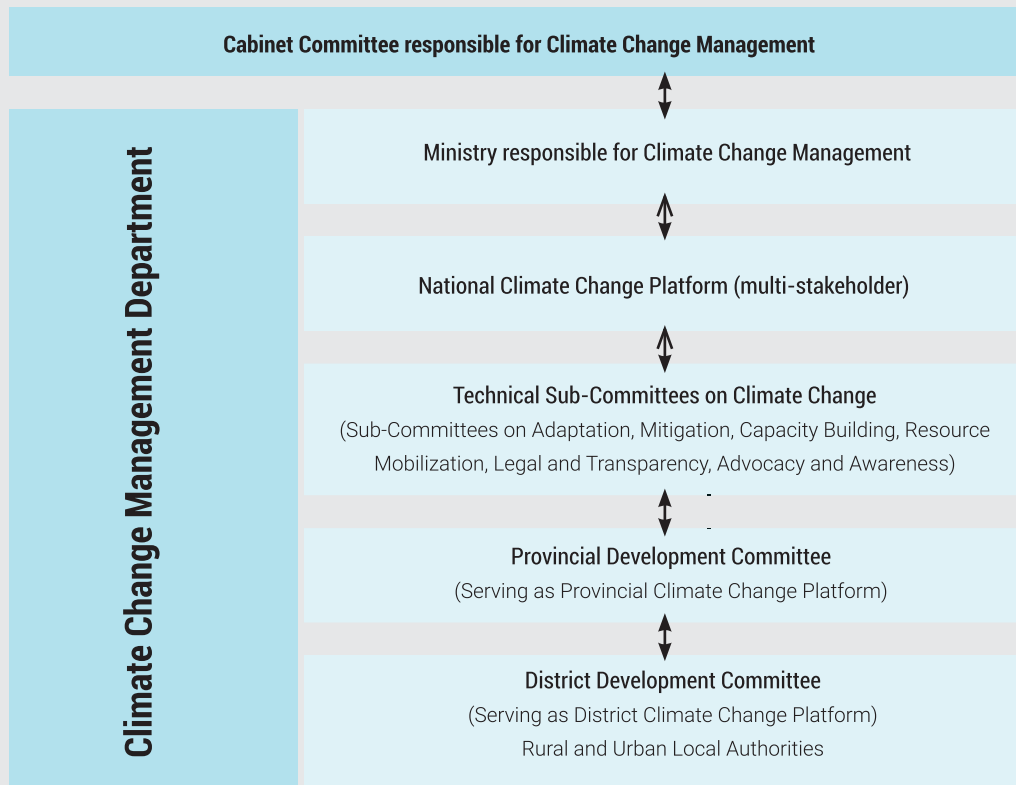 Cabinet Committee responsible for Climate Change Management
Climate Change Management Department
Ministry responsible for Climate Change Management
National Climate Change Platform (multi-stakeholder)
Technical Sub-Committees on Climate Change
(Sub-Committees on Adaptation, Mitigation, Capacity Building, Resource
Mobilization, Legal and Transparency, Advocacy and Awareness)
Provincial Development Committee
(Serving as Provincial Climate Change Platform)
District Development Committee
(Serving as District Climate Change Platform)
Rural and Urban Local Authorities